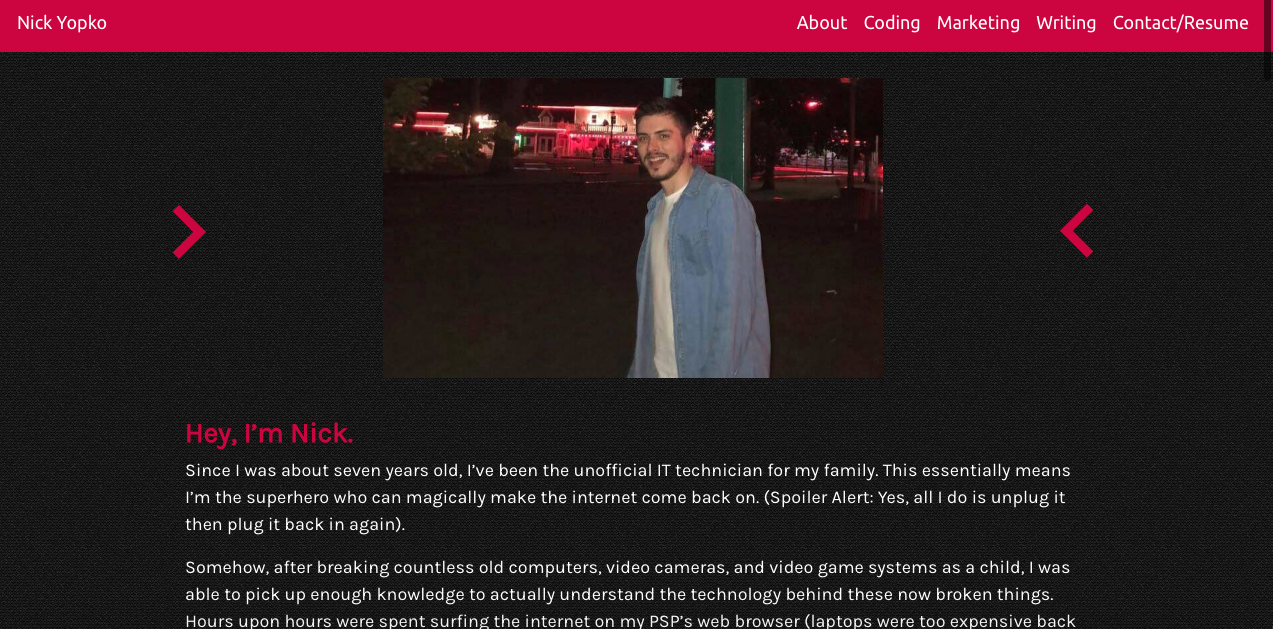 Nick Yopko
About Coding Marketing Writing Contact/Resume
Hey, I’m Nick.
Since I was about seven years old, I’ve been the unofficial IT technician for my family. This essentially means
I’m the superhero who can magically make the internet come back on. (Spoiler Alert: Yes, all I do is unplug it
then plug it back in again).
Somehow, after breaking countless old computers, video cameras, and video game systems as a child, I was
able to pick up enough knowledge to actually understand the technology behind these now broken things.
Hours upon hours were spent surfing the internet on my PSP’s web browser (laptops were too expensive back